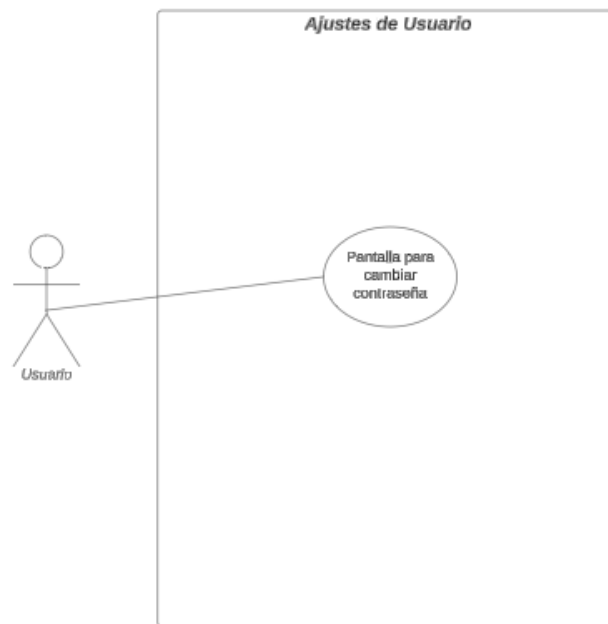 Ajustes de Usuario
Pantalla para
cambiar
contraseña
Usuario